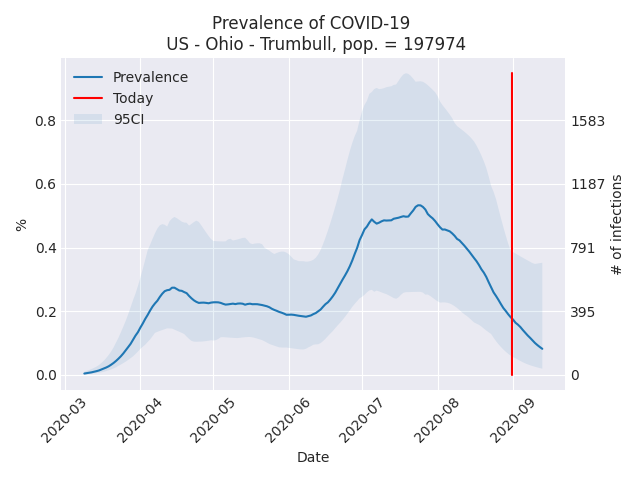 Prevalence of COVID-19
US - Ohio - Trumbull, pop. = 197974
Prevalence
Today
95CI
0.8
0.6
0.4
0.2
0.0
%
1583
1187
791
395
0
# of infections
2020-03
2020-04
2020-05
2020-06
2020-07
2020-08
2020-09
Date